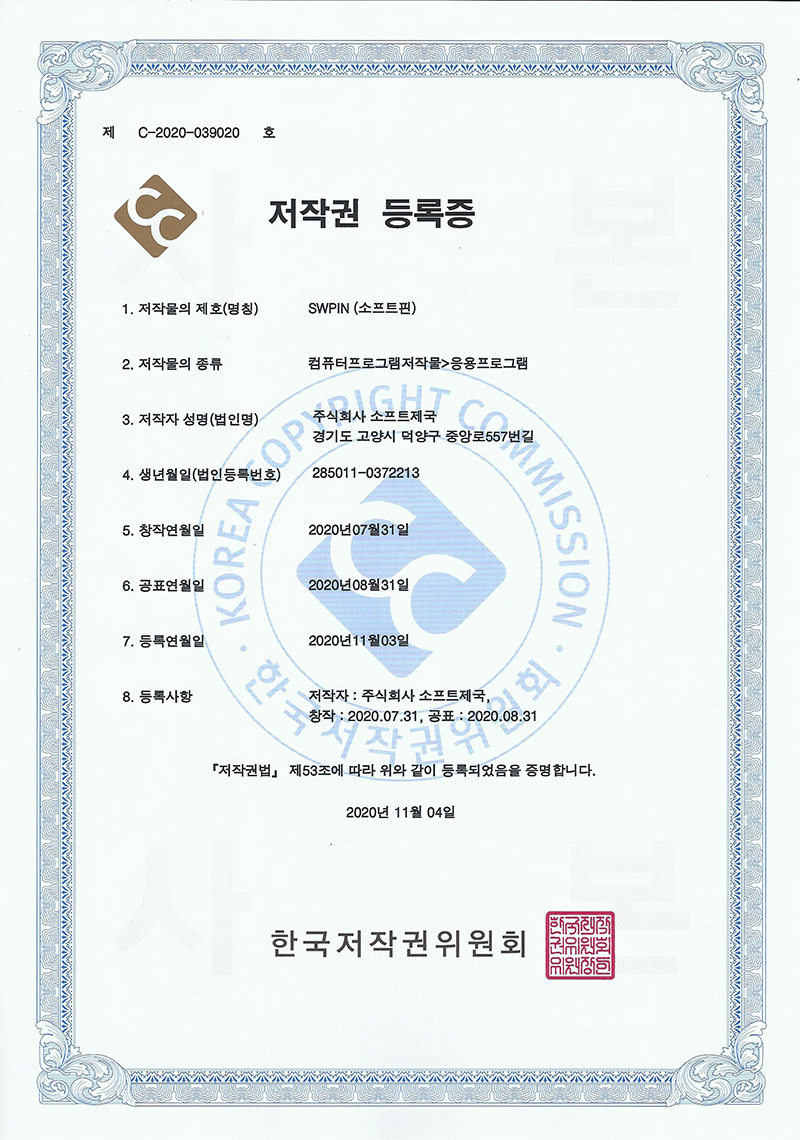 제 C-2020-039020 호
저작권 등록증
1. 저작물의 제호(명칭) SWPIN (소프트핀)
2. 저작물의 종류 컴퓨터프로그램저작물>응용프로그램
3. 저작자 성명(법인명) 주식회사 소프트제국
경기도 고양시 덕양구 중앙로557번길
4. 생년월일(법인등록번호) 285011-0372213
5. 창작연월일 2020년07월31일
6. 공표연월일 2020년08월31일
7. 등록연월일 2020년11월03일
8. 등록사항 저작자 : 주식회사 소프트제국,
창작 : 2020.07.31, 공표 : 2020.08.31
『저작권법』 제53조에 따라 위와 같이 등록되었음을 증명합니다.
2020년 11월 04일
한국저작권위원회
KOREA COPYRIGHT COMMISSION
한국저작권위원회
사 본
사 본